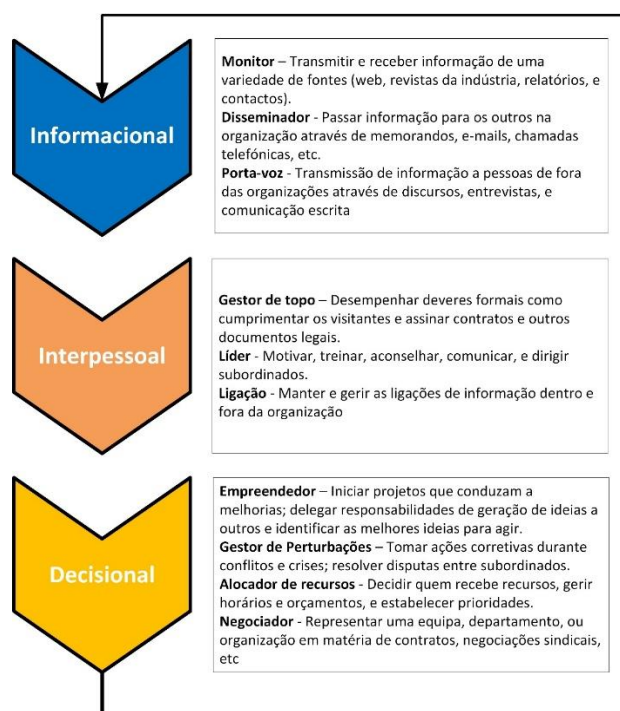 Informacional
Monitor – Transmitir e receber informação de uma
variedade de fontes (web, revistas da indústria, relatórios, e
contactos).
Disseminador - Passar informação para os outros na
organização através de memorandos, e-mails, chamadas
telefónicas, etc.
Porta-voz - Transmissão de informação a pessoas de fora
das organizações através de discursos, entrevistas, e
comunicação escrita
Interpessoal
Gestor de topo – Desempenhar deveres formais como
cumprimentar os visitantes e assinar contratos e outros
documentos legais.
Líder - Motivar, treinar, aconselhar, comunicar, e dirigir
subordinados.
Ligação - Manter e gerir as ligações de informação dentro e
fora da organização
Decisional
Empreendedor – Iniciar projetos que conduzam a
melhorias; delegar responsabilidades de geração de ideias a
outros e identificar as melhores ideias para agir.
Gestor de Perturbações – Tomar ações corretivas durante
conflitos e crises; resolver disputas entre subordinados.
Alocador de recursos - Decidir quem recebe recursos, gerir
horários e orçamentos, e estabelecer prioridades.
Negociador - Representar uma equipa, departamento, ou
organização em matéria de contratos, negociações sindicais,
etc